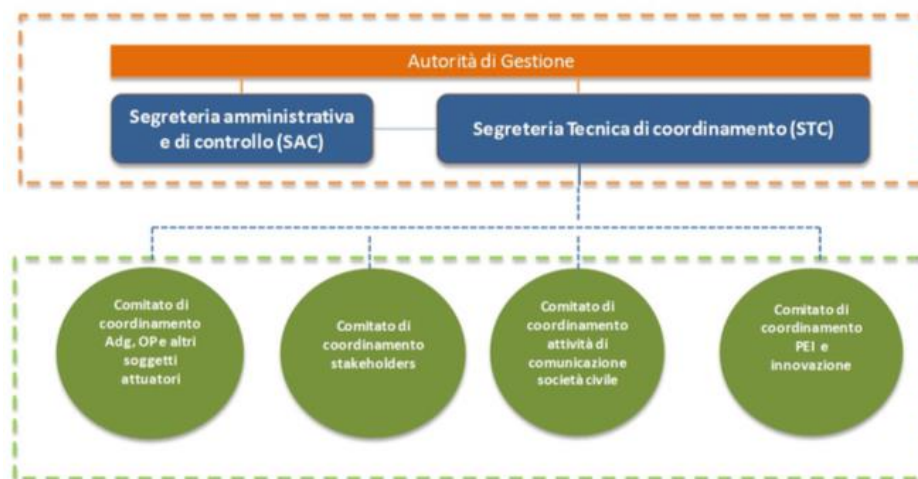 Autorità di Gestione
Segreteria amministrativa
e di controllo (SAC)
Segreteria Tecnica di coordinamento (STC)
Comitato di
coordinamento
Adg, OP e altri
soggetti
attuatori
Comitato di
coordinamento
stakeholders
Comitato di
coordinamento
attività di
comunicazione
società civile
Comitato di
coordinamento
PEI e
innovazione